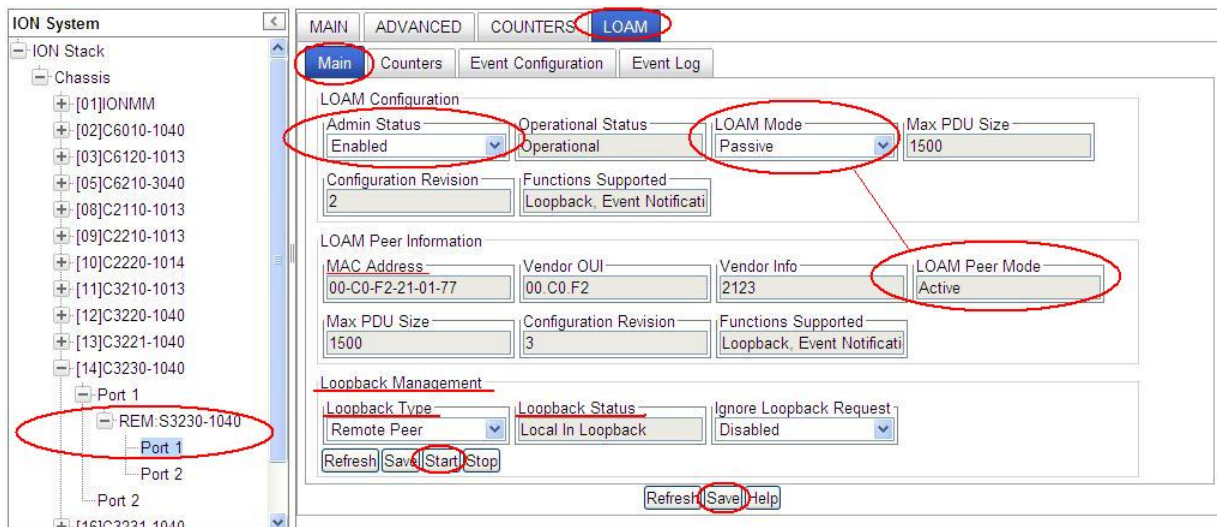 ION System
ION Stack
Chassis
[01]IONMM
[02]C6010-1040
[03]C6120-1013
[05]C6210-3040
[08]C2110-1013
[09]C2210-1013
[10]C2220-1014
[11]C3210-1013
[12]C3220-1040
[13]C3221-1040
[14]C3230-1040
Port 1
REM:S3230-1040
Port 1
Port 2
Port 2
[16]C3231-1040
MAIN ADVANCED COUNTERS LOAM
Main Counters Event Configuration Event Log
LOAM Configuration
Admin Status Operational Status LOAM Mode Max PDU Size
Enabled Operational Passive 1500
Configuration Revision Functions Supported
2 Loopback, Event Notificati
LOAM Peer Information
MAC Address Vendor OUI Vendor Info LOAM Peer Mode
00-C0-F2-21-01-77 00.C0.F2 2123 Active
Max PDU Size Configuration Revision Functions Supported
1500 3 Loopback, Event Notificati
Loopback Management
Loopback Type Loopback Status Ignore Loopback Request
Remote Peer Local In Loopback Disabled
Refresh Save Start Stop
Refresh Save Help